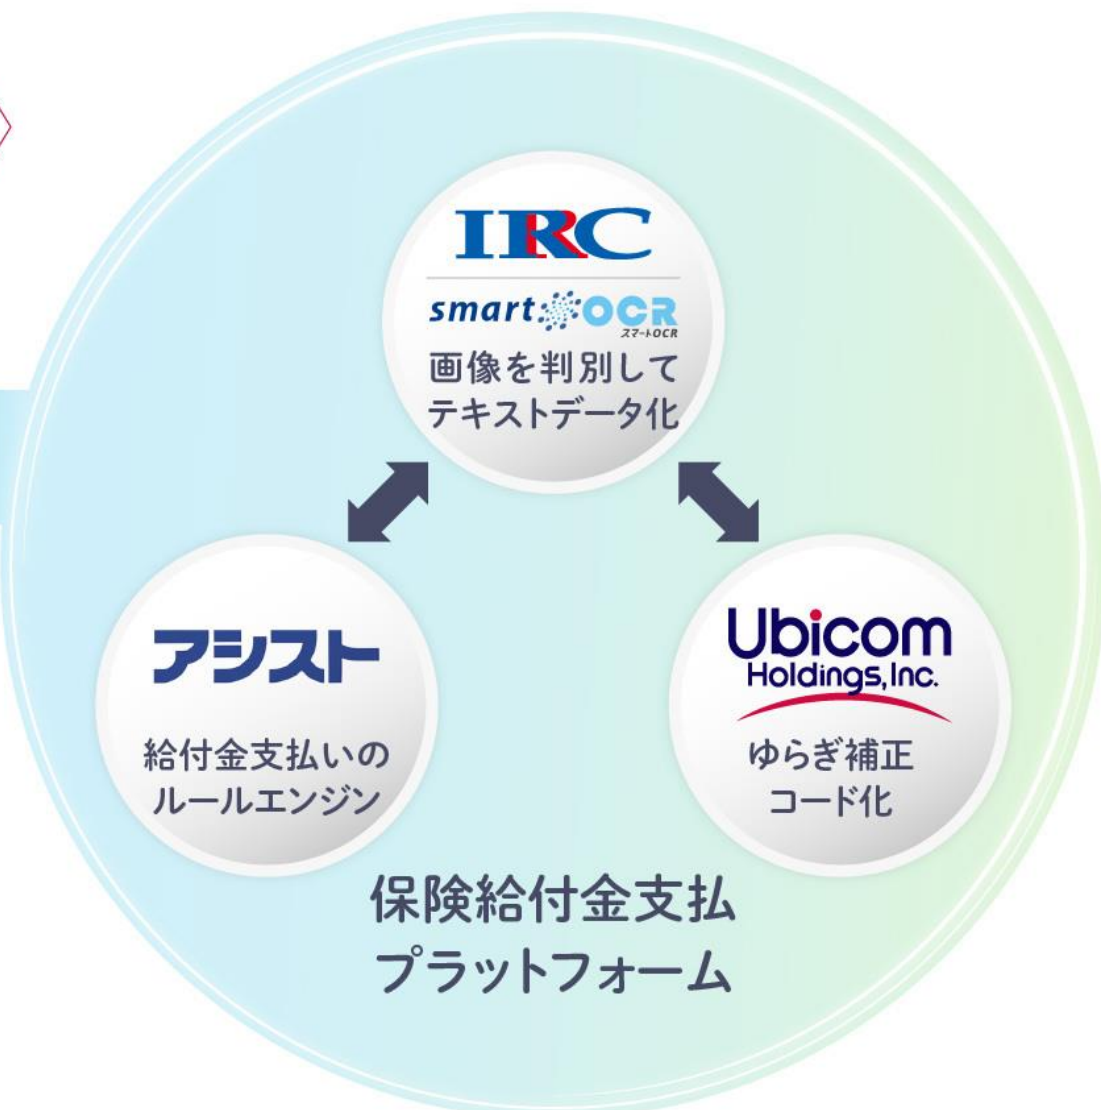 IRC
smart OCR
スマートOCR
画像を判別して
テキストデータ化
アシスト
給付金支払いの
ルールエンジン
Ubicom
Holdings, Inc.
ゆらぎ補正
コード化
保険給付金支払
プラットフォーム